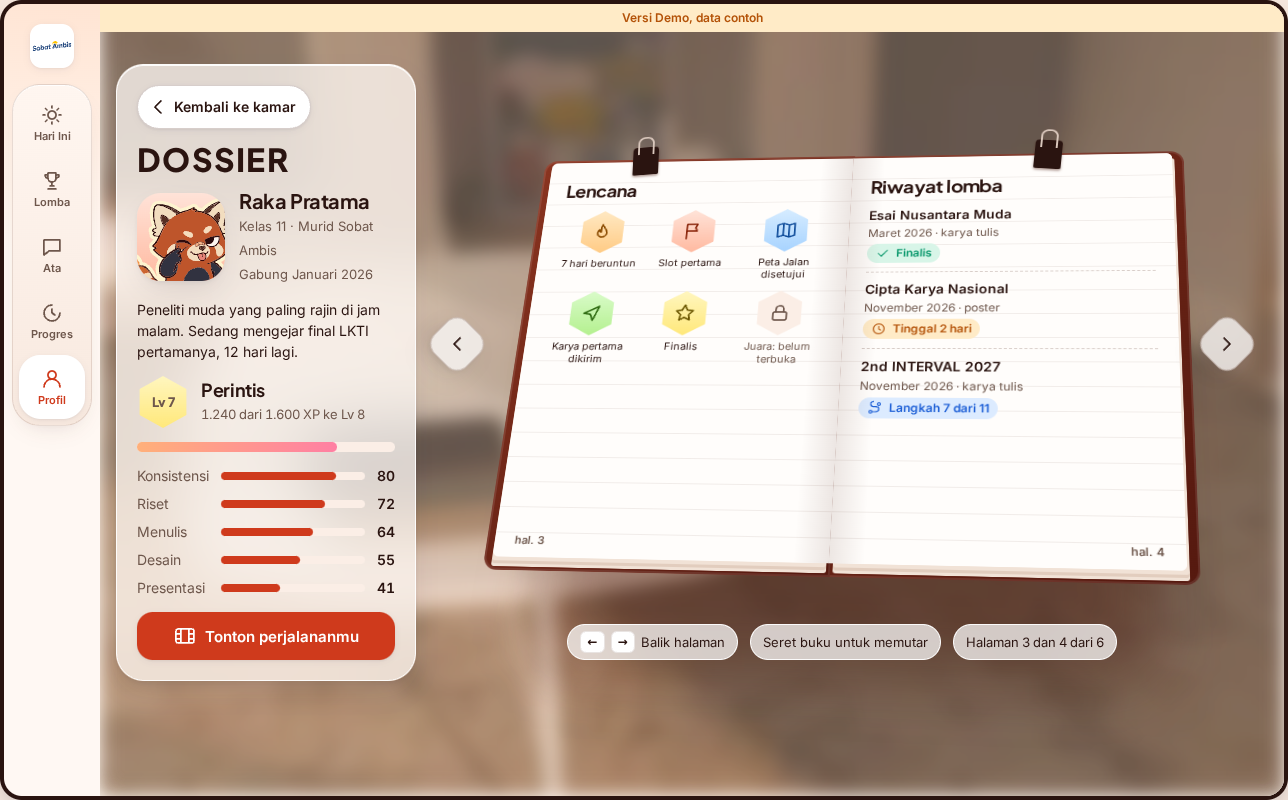 Versi Demo, data contoh
Sobat Ambis
Hari Ini
Lomba
Ata
Progres
Profil
Kembali ke kamar
DOSSIER
Raka Pratama
Kelas 11 · Murid Sobat
Ambis
Gabung Januari 2026
Peneliti muda yang paling rajin di jam
malam. Sedang mengejar final LKTI
pertamanya, 12 hari lagi.
Lv 7
Perintis
1.240 dari 1.600 XP ke Lv 8
Konsistensi 80
Riset 72
Menulis 64
Desain 55
Presentasi 41
Tonton perjalananmu
Lencana
7 hari beruntun
Slot pertama
Peta Jalan
disetujui
Karya pertama
dikirim
Finalis
Juara: belum
terbuka
hal. 3
Riwayat lomba
Esai Nusantara Muda
Maret 2026 · karya tulis
Finalis
Cipta Karya Nasional
November 2026 · poster
Tinggal 2 hari
2nd INTERVAL 2027
November 2026 · karya tulis
Langkah 7 dari 11
hal. 4
← → Balik halaman
Seret buku untuk memutar
Halaman 3 dan 4 dari 6